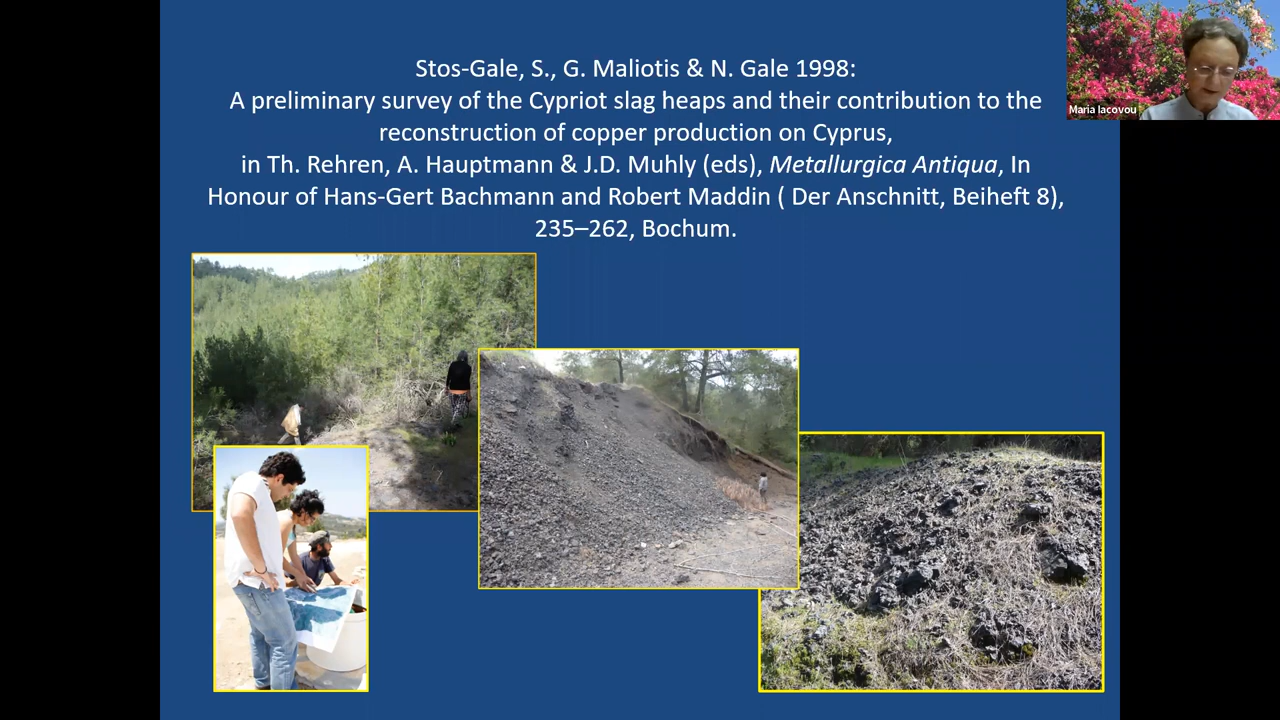 Stos-Gale, S., G. Maliotis & N. Gale 1998:
A preliminary survey of the Cypriot slag heaps and their contribution to the
reconstruction of copper production on Cyprus,
in Th. Rehren, A. Hauptmann & J.D. Muhly (eds), Metallurgica Antiqua, In
Honour of Hans-Gert Bachmann and Robert Maddin ( Der Anschnitt, Beiheft 8),
235–262, Bochum.
Maria Iacovou